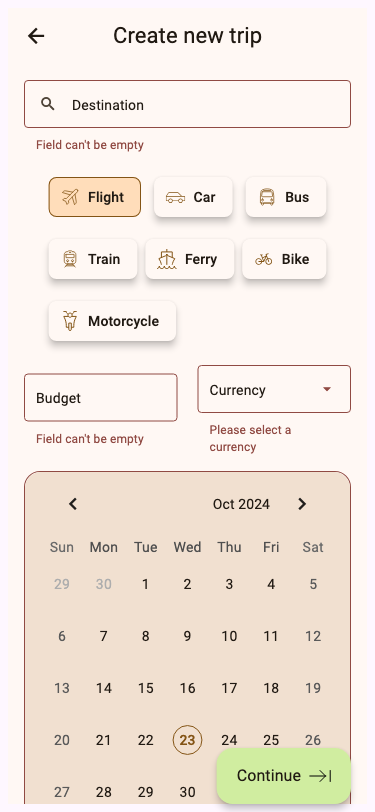 Create new trip
Destination
Field can't be empty
Flight Car Bus
Train Ferry Bike
Motorcycle
Budget Currency
Field can't be empty Please select a
currency
Oct 2024
Sun Mon Tue Wed Thu Fri Sat
29 30 1 2 3 4 5
6 7 8 9 10 11 12
13 14 15 16 17 18 19
20 21 22 23 24 25 26
27 28 29 30
Continue